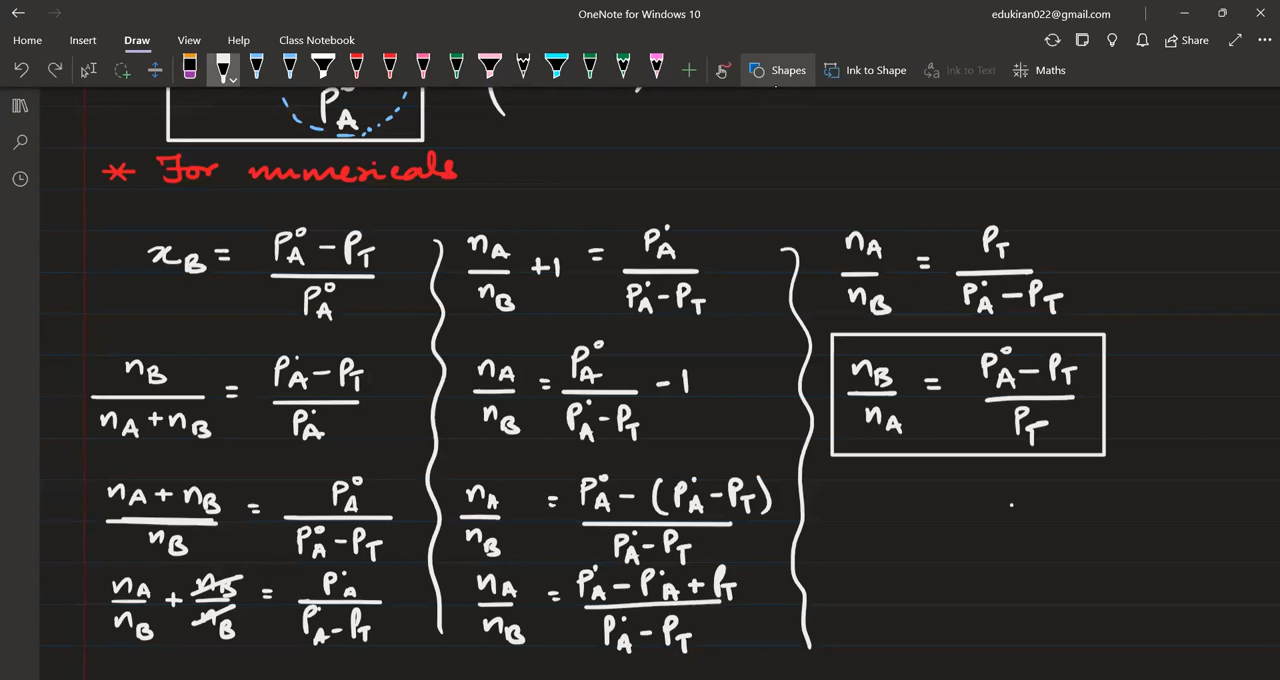 OneNote for Windows 10
edukiran022@gmail.com
Home Insert Draw View Help Class Notebook
Share
Shapes Ink to Shape Ink to Text Maths
P°A
* For numericals
xB = (P°A − PT) / P°A
nB / (nA + nB) = (P°A − PT) / P°A
(nA + nB) / nB = P°A / (P°A − PT)
nA / nB + nB / nB = P°A / (P°A − PT)
nA / nB + 1 = P°A / (P°A − PT)
nA / nB = P°A / (P°A − PT) − 1
nA / nB = (P°A − (P°A − PT)) / (P°A − PT)
nA / nB = (P°A − P°A + PT) / (P°A − PT)
nA / nB = PT / (P°A − PT)
nB / nA = (P°A − PT) / PT